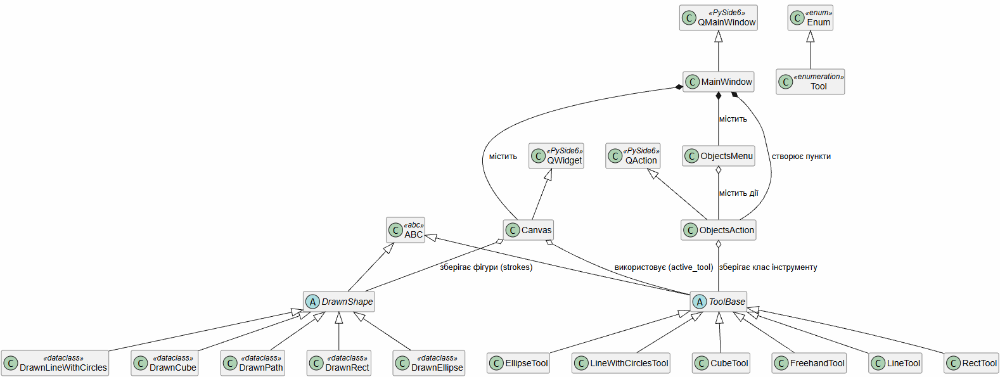 C «PySide6»
QMainWindow
C «enum»
Enum
C MainWindow
C «enumeration»
Tool
містить
C «PySide6»
QWidget
C «PySide6»
QAction
C ObjectsMenu
містить
створює пункти
містить дії
C «abc»
ABC
C Canvas
C ObjectsAction
зберігає фігури (strokes)
використовує (active_tool)
зберігає клас інструменту
A DrawnShape
A ToolBase
C «dataclass»
DrawnLineWithCircles
C «dataclass»
DrawnCube
C «dataclass»
DrawnPath
C «dataclass»
DrawnRect
C «dataclass»
DrawnEllipse
C EllipseTool
C LineWithCirclesTool
C CubeTool
C FreehandTool
C LineTool
C RectTool